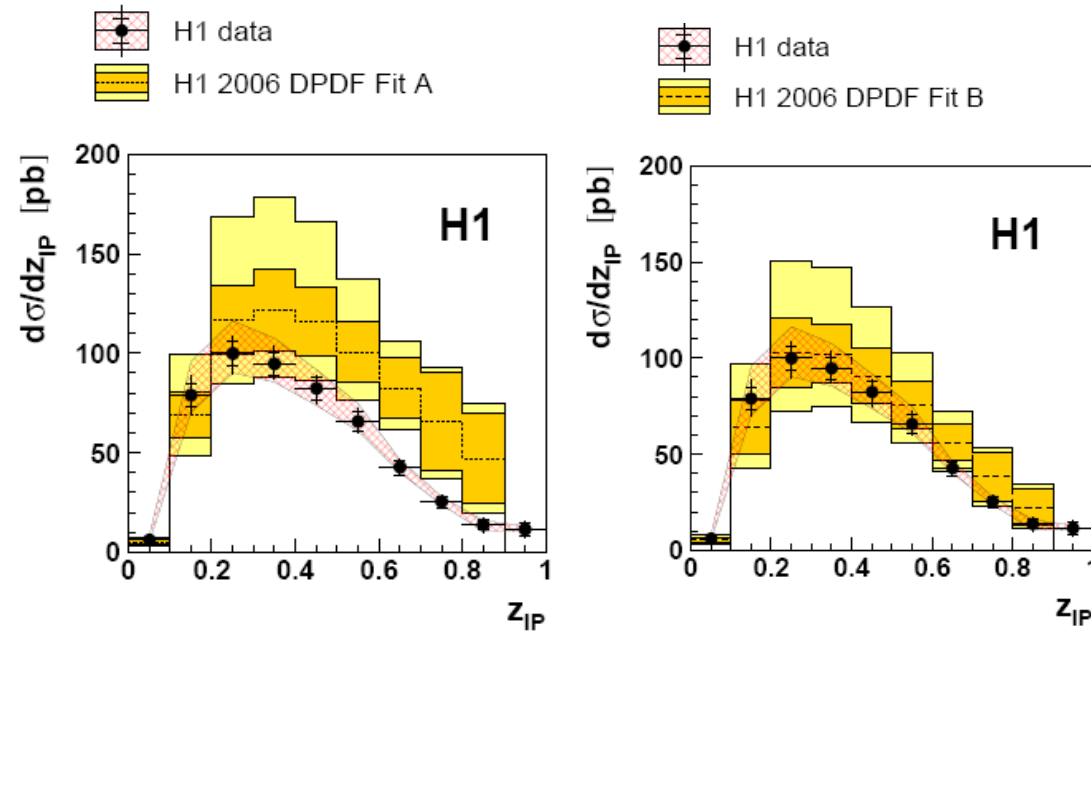 H1 data
H1 2006 DPDF Fit A
dσ/dz_IP [pb]
200
150
100
50
0
H1
0 0.2 0.4 0.6 0.8 1
z_IP
H1 data
H1 2006 DPDF Fit B
dσ/dz_IP [pb]
200
150
100
50
0
H1
0 0.2 0.4 0.6 0.8 1
z_IP